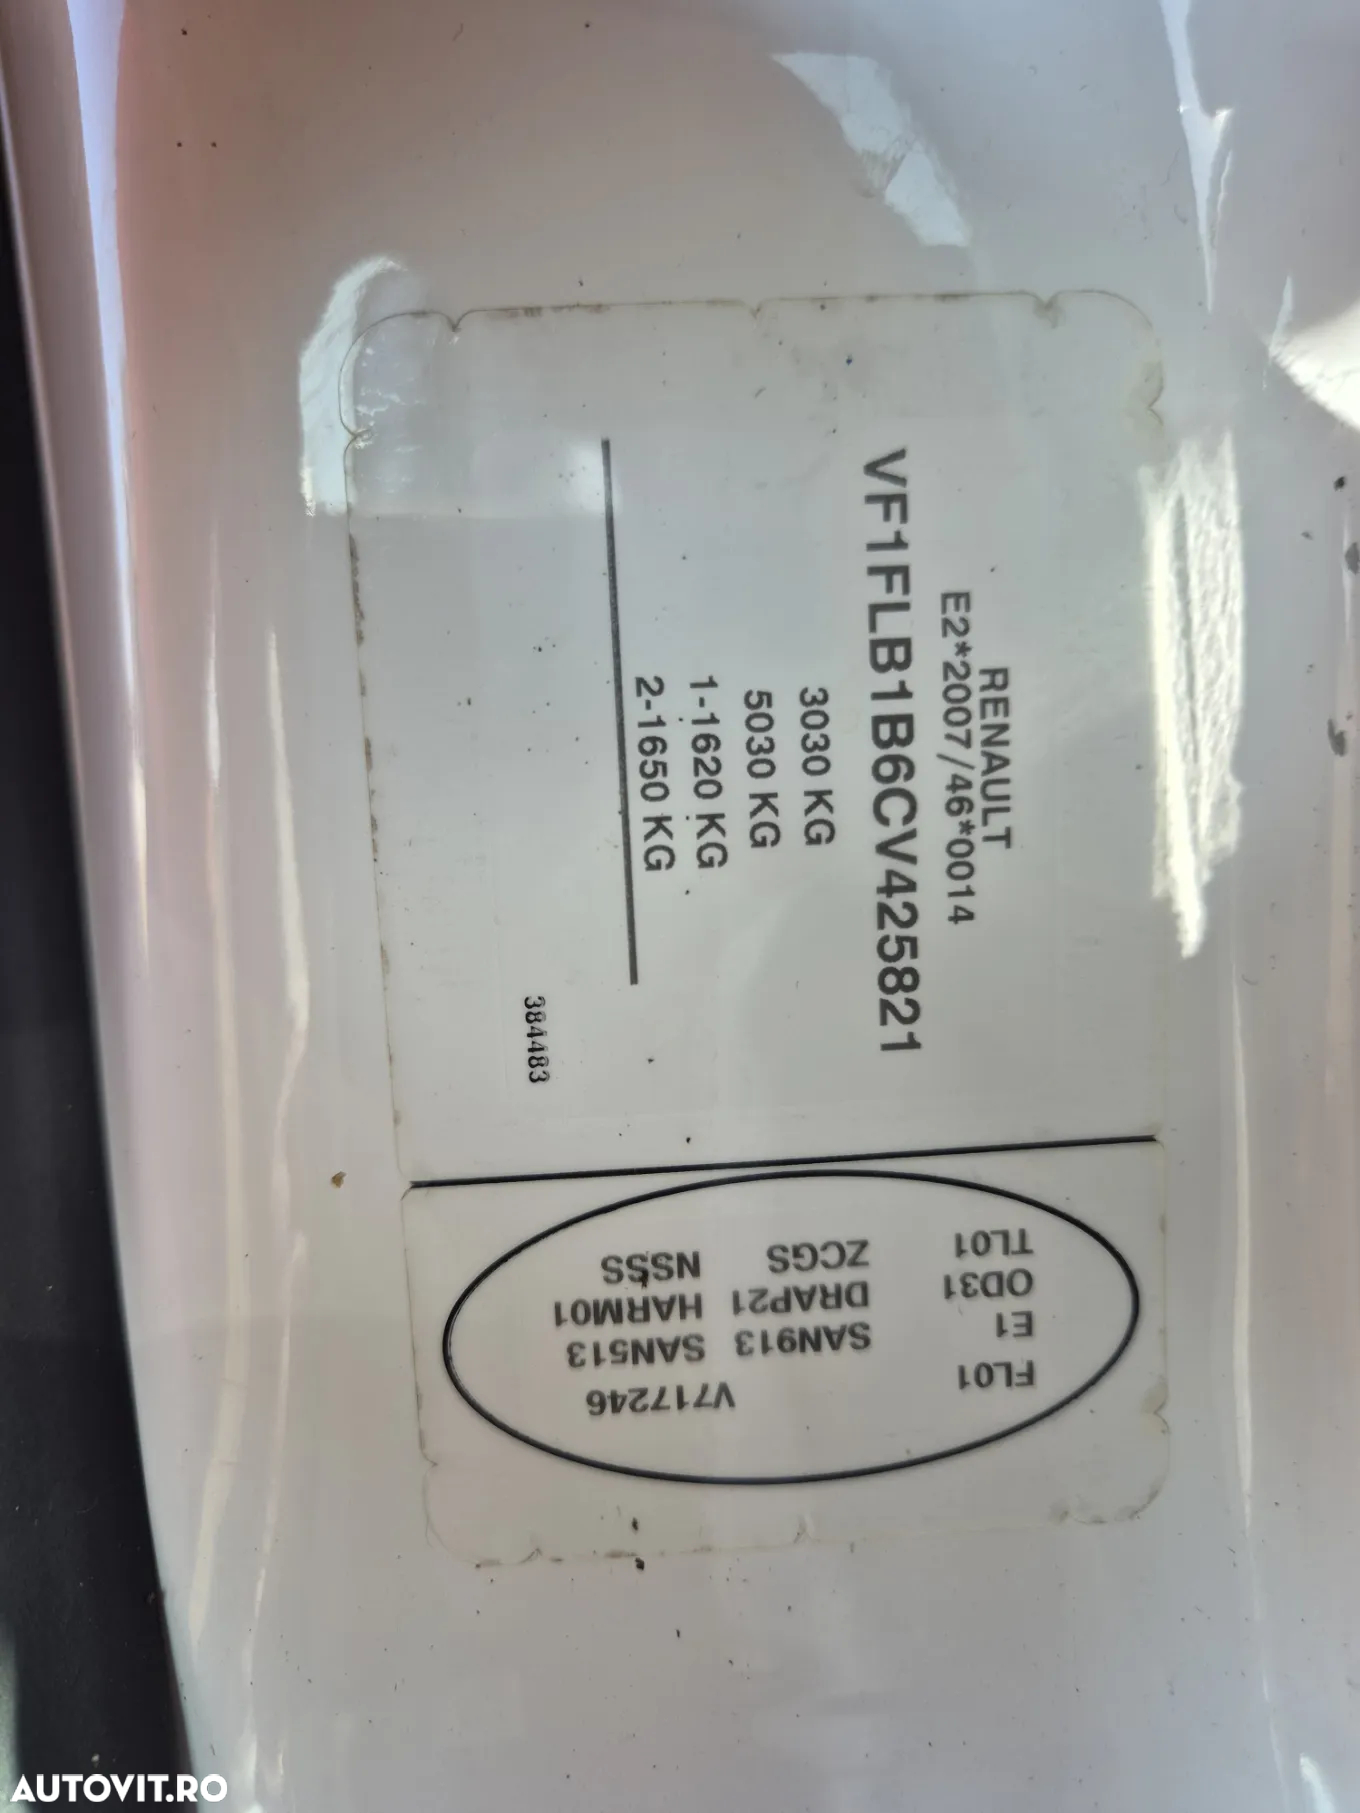 RENAULT
E2*2007/46*0014
VF1FLB1B6CV425821
3030 KG
5030 KG
1-1620 KG
2-1650 KG
384483
FL01 V717246
E1 SAN913 SAN513
OD31 DRAP21 HARM01
TL01 ZCGS NSSS
AUTOVIT.RO